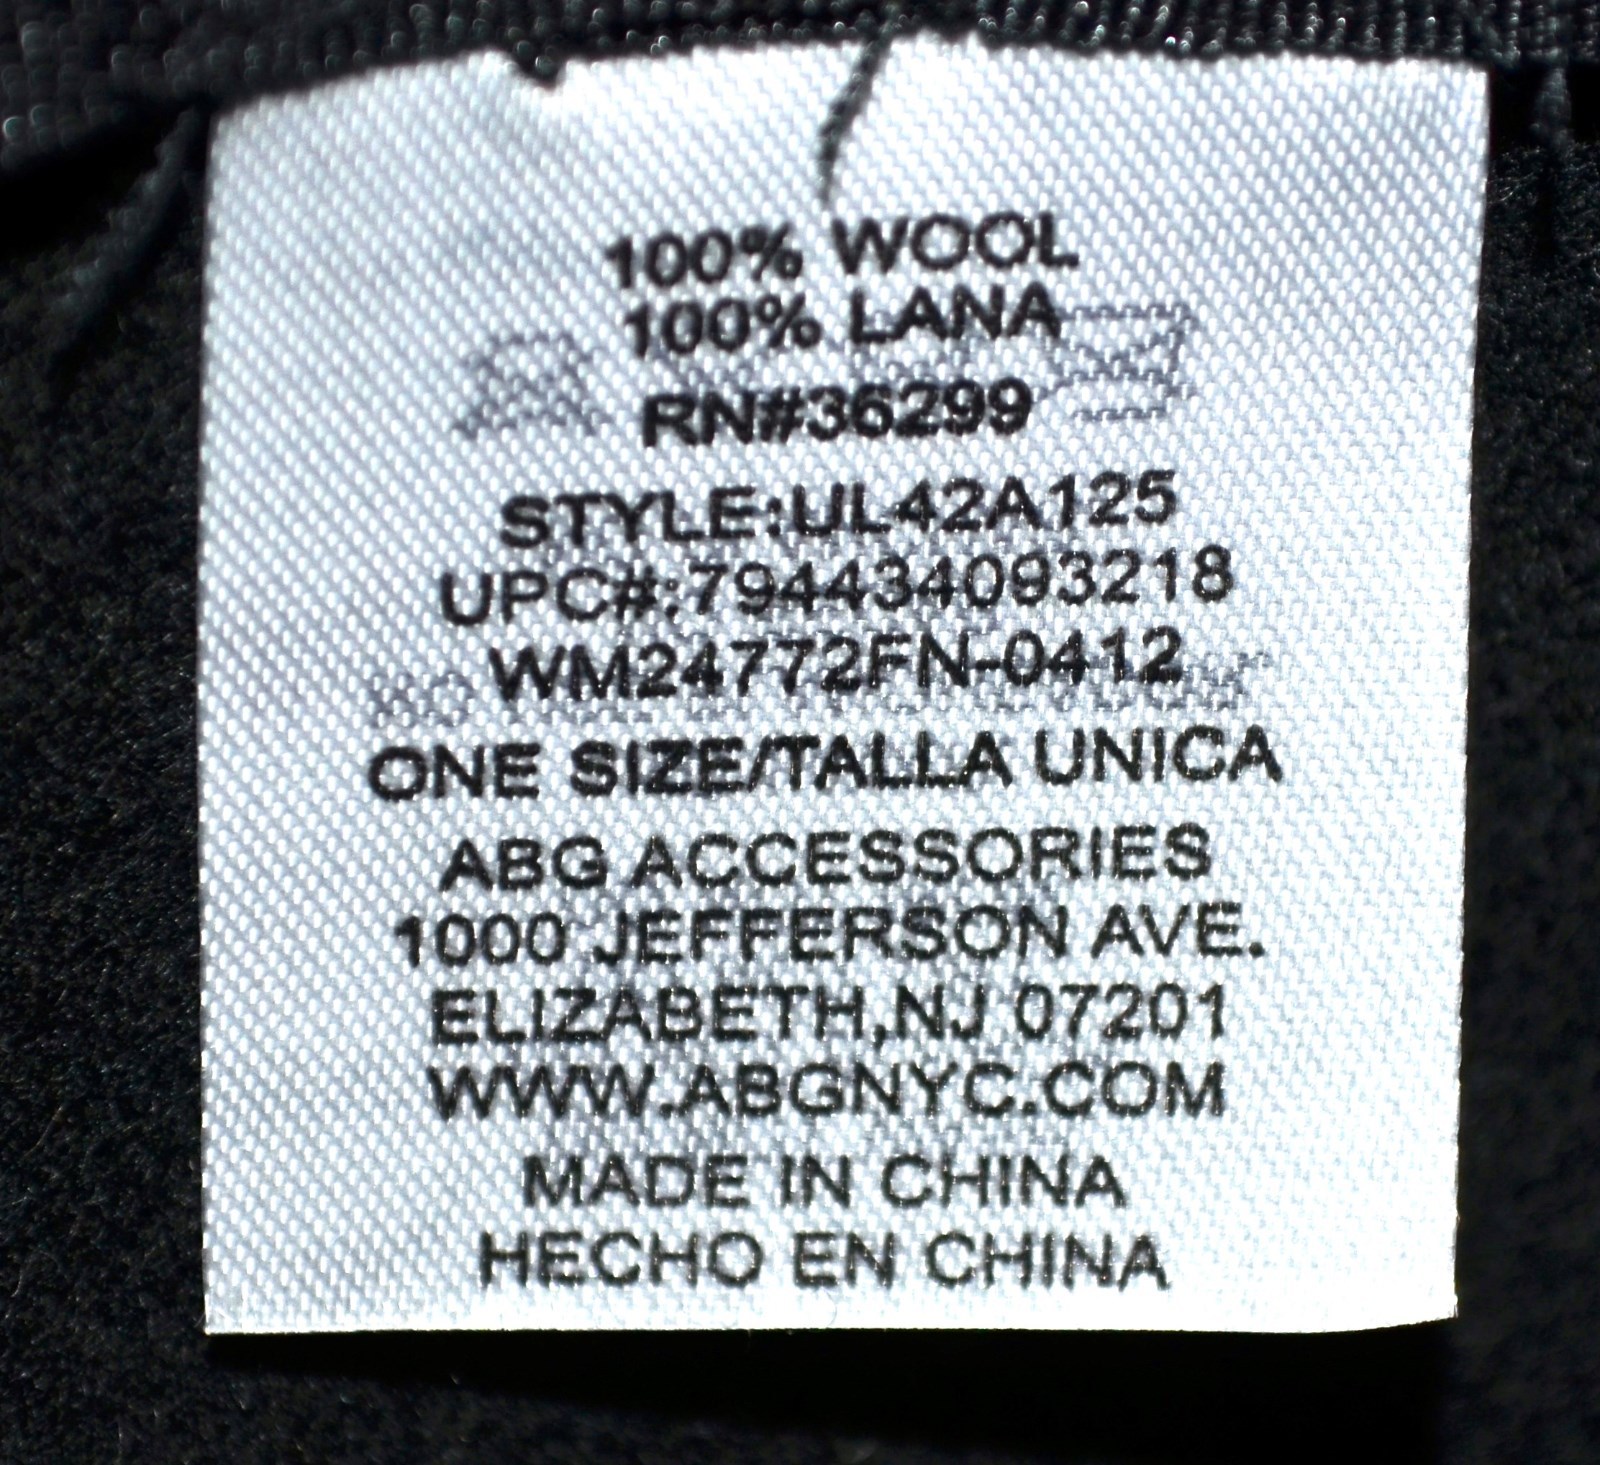 100% WOOL
100% LANA
RN#36299
STYLE:UL42A125
UPC#:794434093218
WM24772FN-0412
ONE SIZE/TALLA UNICA
ABG ACCESSORIES
1000 JEFFERSON AVE.
ELIZABETH,NJ 07201
WWW.ABGNYC.COM
MADE IN CHINA
HECHO EN CHINA